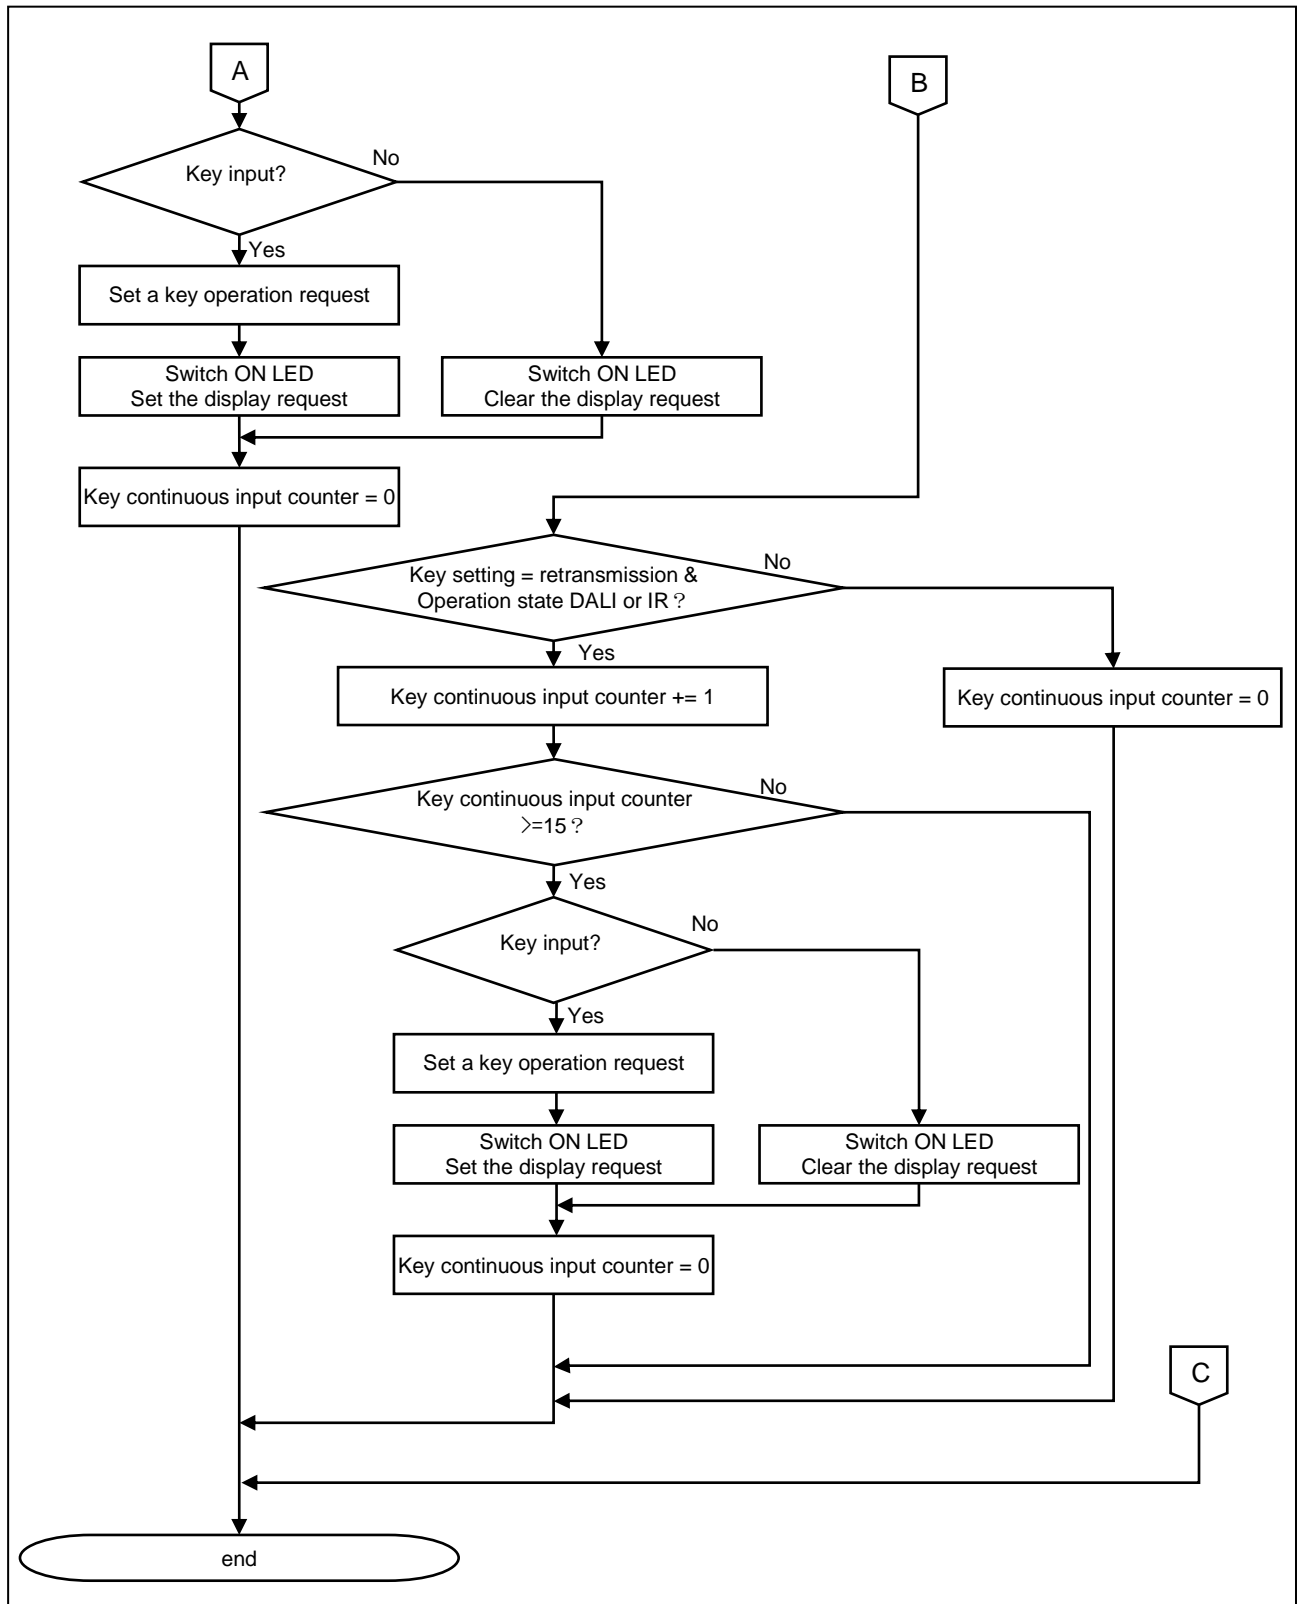 A
B
Key input?
No
Yes
Set a key operation request
Switch ON LED
Set the display request
Switch ON LED
Clear the display request
Key continuous input counter = 0
Key setting = retransmission &
Operation state DALI or IR？
No
Yes
Key continuous input counter += 1
Key continuous input counter = 0
Key continuous input counter
＞=15？
No
Yes
Key input?
No
Yes
Set a key operation request
Switch ON LED
Set the display request
Switch ON LED
Clear the display request
Key continuous input counter = 0
C
end